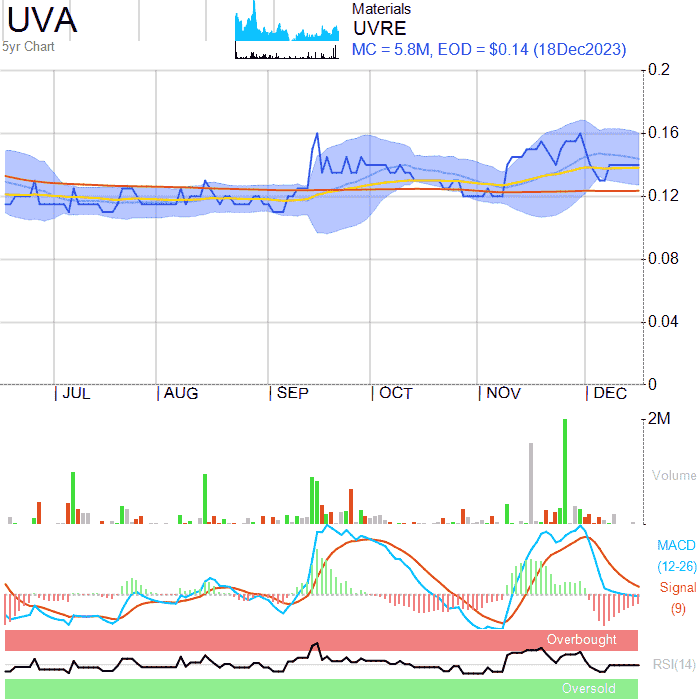 UVA
5yr Chart
Materials
UVRE
MC = 5.8M, EOD = $0.14 (18Dec2023)
0.2
0.16
0.12
0.08
0.04
0
JUL AUG SEP OCT NOV DEC
2M
Volume
MACD
(12-26)
Signal
(9)
Overbought
RSI(14)
Oversold